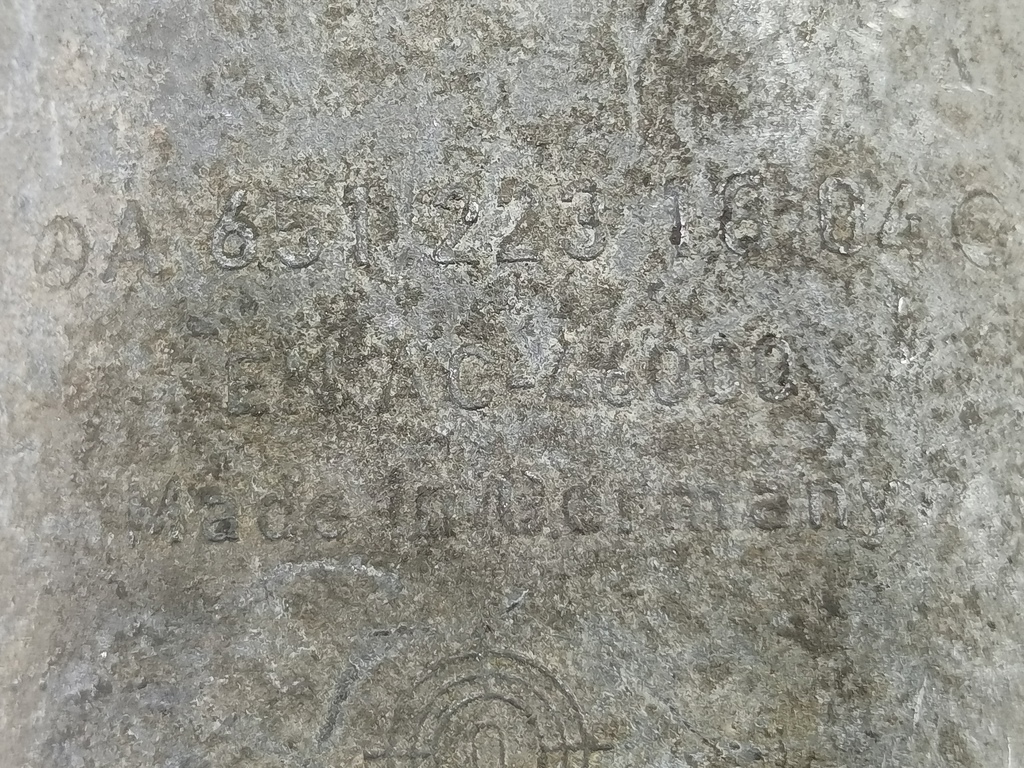 A 651 223 16 04
EN AC-46000
Made in Germany